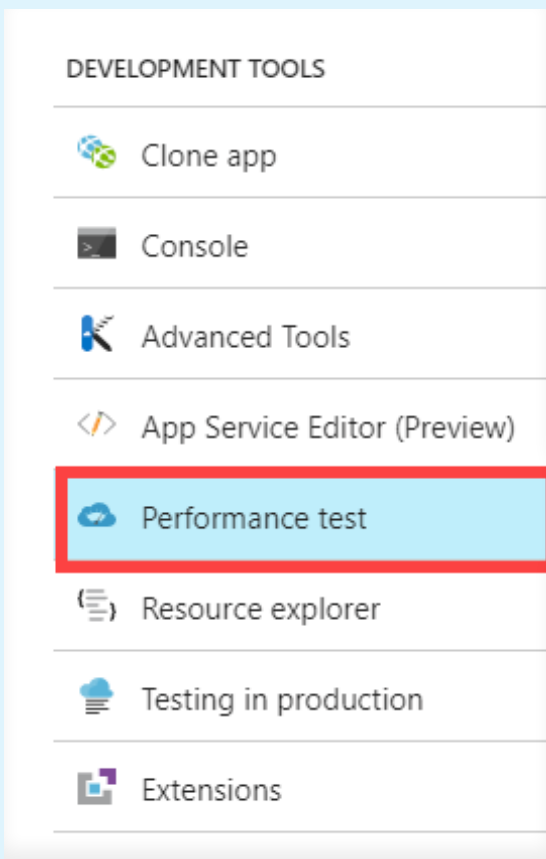 DEVELOPMENT TOOLS
Clone app
Console
Advanced Tools
App Service Editor (Preview)
Performance test
Resource explorer
Testing in production
Extensions